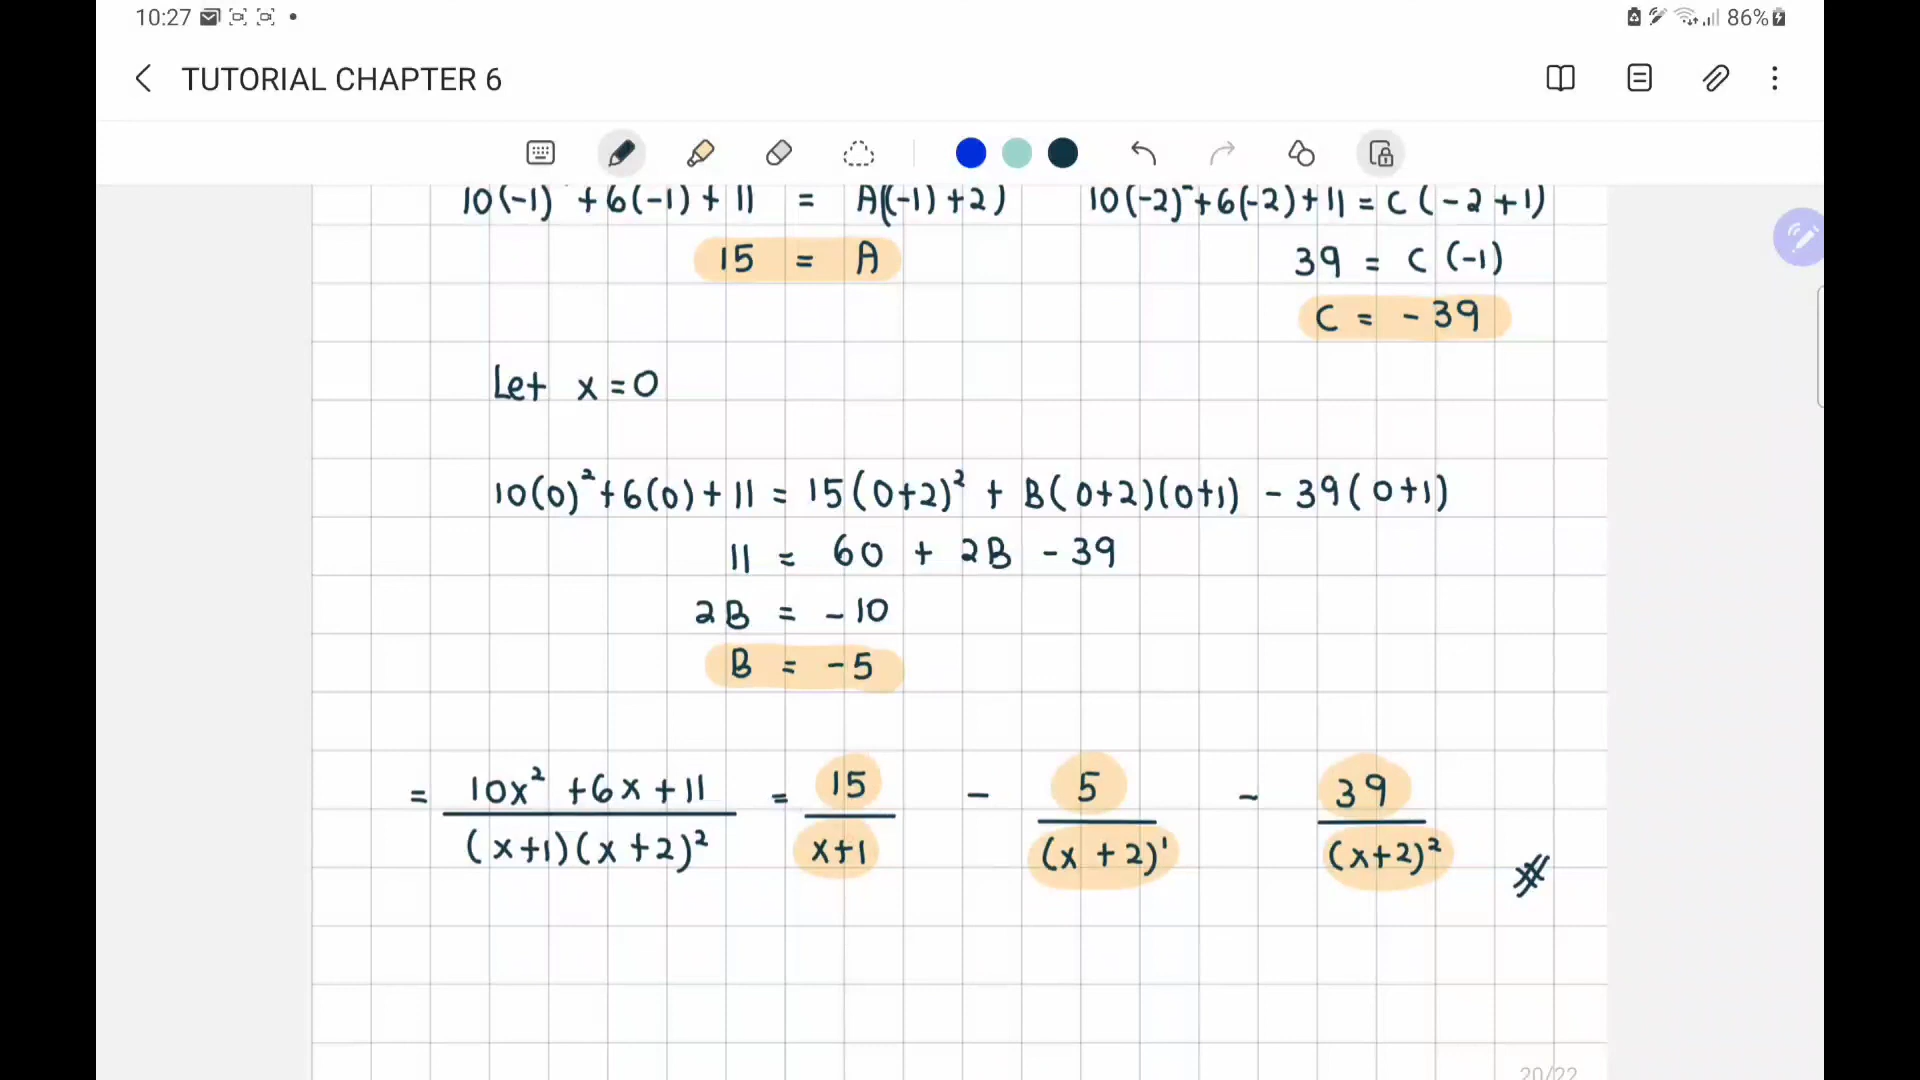 10:27
86%
TUTORIAL CHAPTER 6
10(-1) + 6(-1) + 11 = A((-1)+2)
10(-2)²+6(-2)+11 = C(-2+1)
15 = A
39 = C(-1)
C = -39
Let x=0
10(0)²+6(0)+11 = 15(0+2)² + B(0+2)(0+1) - 39(0+1)
11 = 60 + 2B - 39
2B = -10
B = -5
= 10x² + 6x + 11 = 15 - 5 - 39
(x+1)(x+2)² x+1 (x+2)¹ (x+2)²
20/22